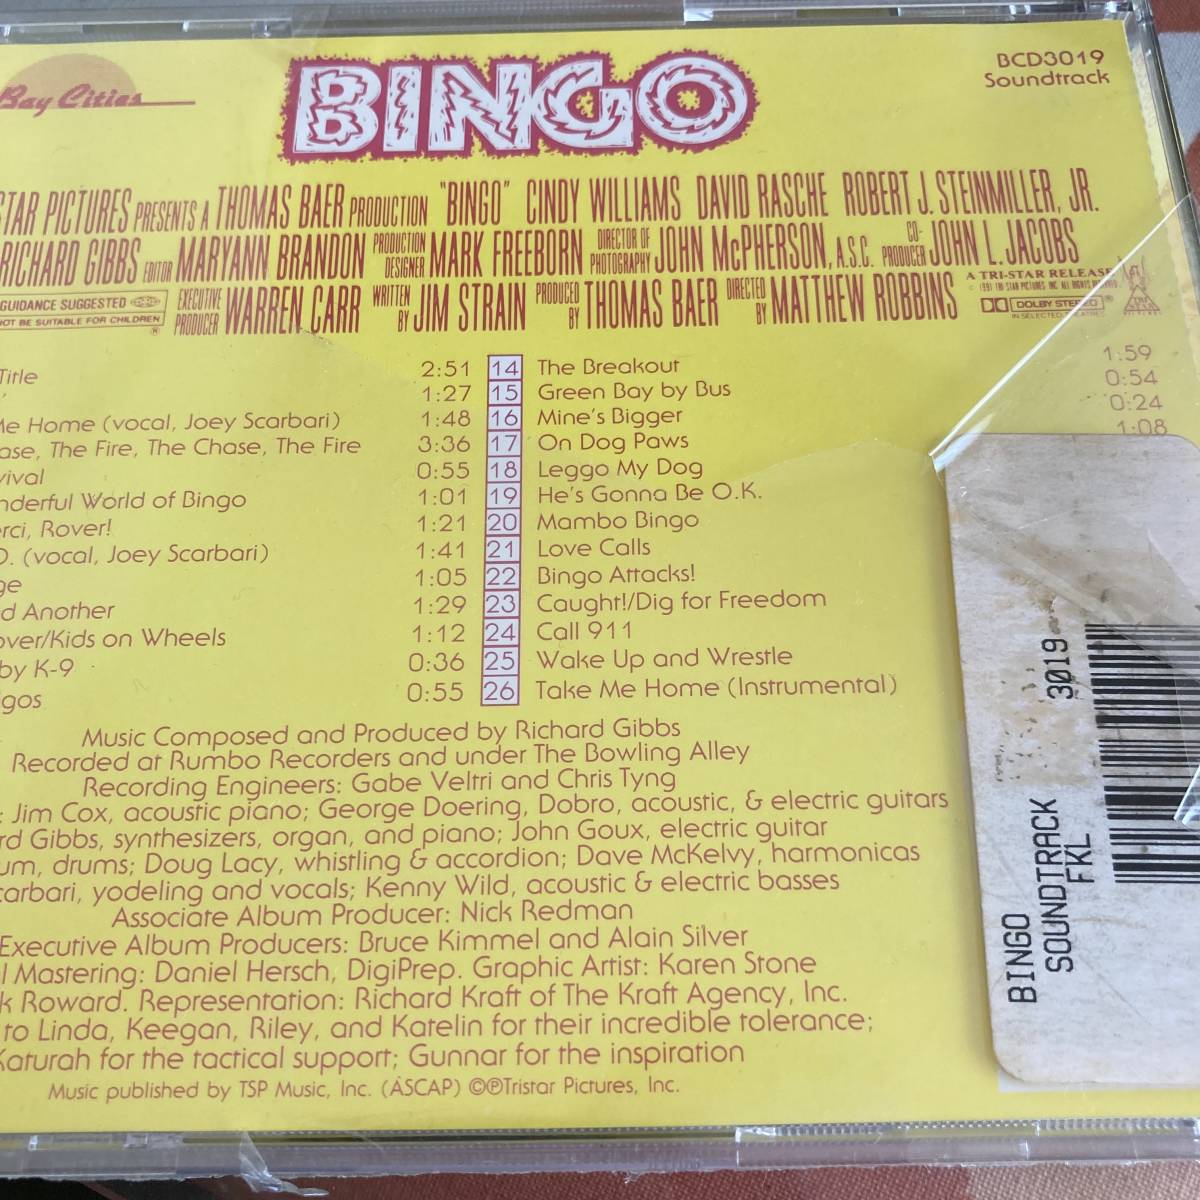 Bay Cities
BINGO
BCD3019
Soundtrack
STAR PICTURES PRESENTS A THOMAS BAER PRODUCTION "BINGO" CINDY WILLIAMS DAVID RASCHE ROBERT J. STEINMILLER, JR.
RICHARD GIBBS EDITOR MARYANN BRANDON PRODUCTION DESIGNER MARK FREEBORN DIRECTOR OF PHOTOGRAPHY JOHN McPHERSON, A.S.C. CO-PRODUCER JOHN L. JACOBS
GUIDANCE SUGGESTED
NOT BE SUITABLE FOR CHILDREN
EXECUTIVE PRODUCER WARREN CARR WRITTEN BY JIM STRAIN PRODUCED BY THOMAS BAER DIRECTED BY MATTHEW ROBBINS
A TRI-STAR RELEASE
DOLBY STEREO
IN SELECTED THEATRES
Title 2:51
1:27
Me Home (vocal, Joey Scarbari) 1:48
ase, The Fire, The Chase, The Fire 3:36
vival 0:55
nderful World of Bingo 1:01
rci, Rover! 1:21
O. (vocal, Joey Scarbari) 1:41
ge 1:05
d Another 1:29
over/Kids on Wheels 1:12
by K-9 0:36
gos 0:55
14 The Breakout 1:59
15 Green Bay by Bus 0:54
16 Mine's Bigger 0:24
17 On Dog Paws 1:08
18 Leggo My Dog
19 He's Gonna Be O.K.
20 Mambo Bingo
21 Love Calls
22 Bingo Attacks!
23 Caught!/Dig for Freedom
24 Call 911
25 Wake Up and Wrestle
26 Take Me Home (Instrumental)
Music Composed and Produced by Richard Gibbs
Recorded at Rumbo Recorders and under The Bowling Alley
Recording Engineers: Gabe Veltri and Chris Tyng
: Jim Cox, acoustic piano; George Doering, Dobro, acoustic, & electric guitars
rd Gibbs, synthesizers, organ, and piano; John Goux, electric guitar
um, drums; Doug Lacy, whistling & accordion; Dave McKelvy, harmonicas
carbari, yodeling and vocals; Kenny Wild, acoustic & electric basses
Associate Album Producer: Nick Redman
Executive Album Producers: Bruce Kimmel and Alain Silver
l Mastering: Daniel Hersch, DigiPrep. Graphic Artist: Karen Stone
k Roward. Representation: Richard Kraft of The Kraft Agency, Inc.
to Linda, Keegan, Riley, and Katelin for their incredible tolerance;
Katurah for the tactical support; Gunnar for the inspiration
Music published by TSP Music, Inc. (ASCAP) ©℗Tristar Pictures, Inc.
BINGO
SOUNDTRACK 3019
FKL